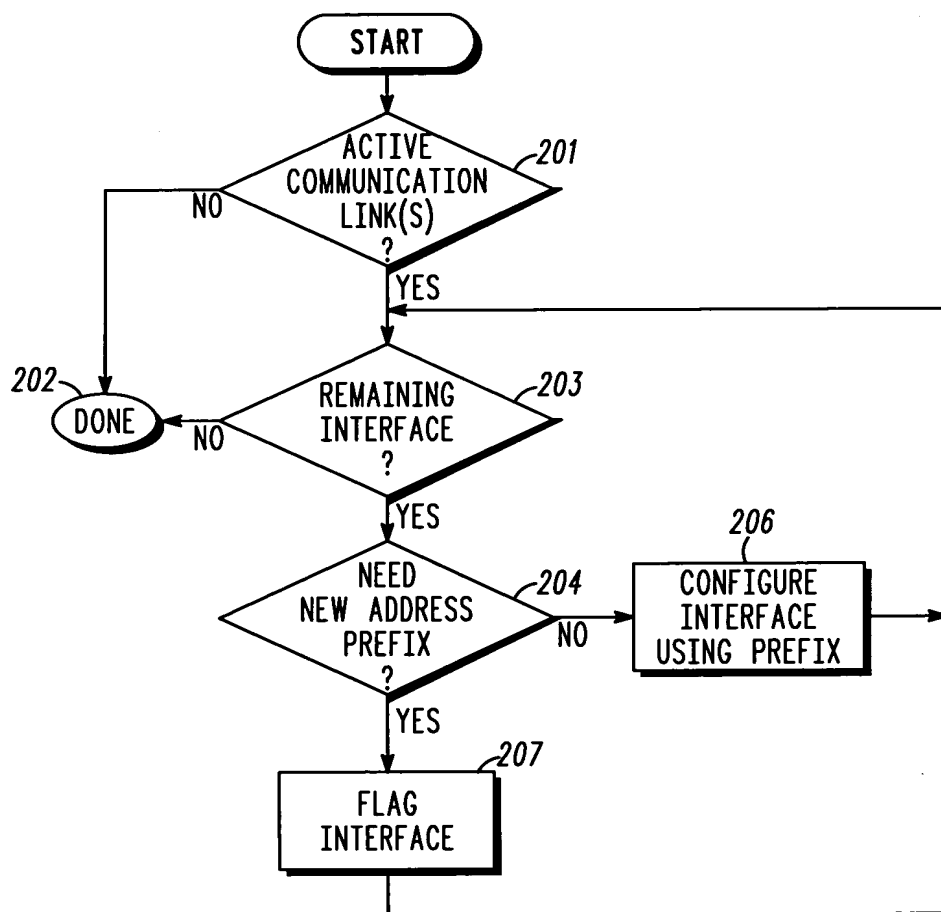 START
ACTIVE
COMMUNICATION
LINK(S)
?
201
NO
YES
202
DONE
REMAINING
INTERFACE
?
203
NO
YES
NEED
NEW ADDRESS
PREFIX
?
204
NO
206
CONFIGURE
INTERFACE
USING PREFIX
YES
207
FLAG
INTERFACE